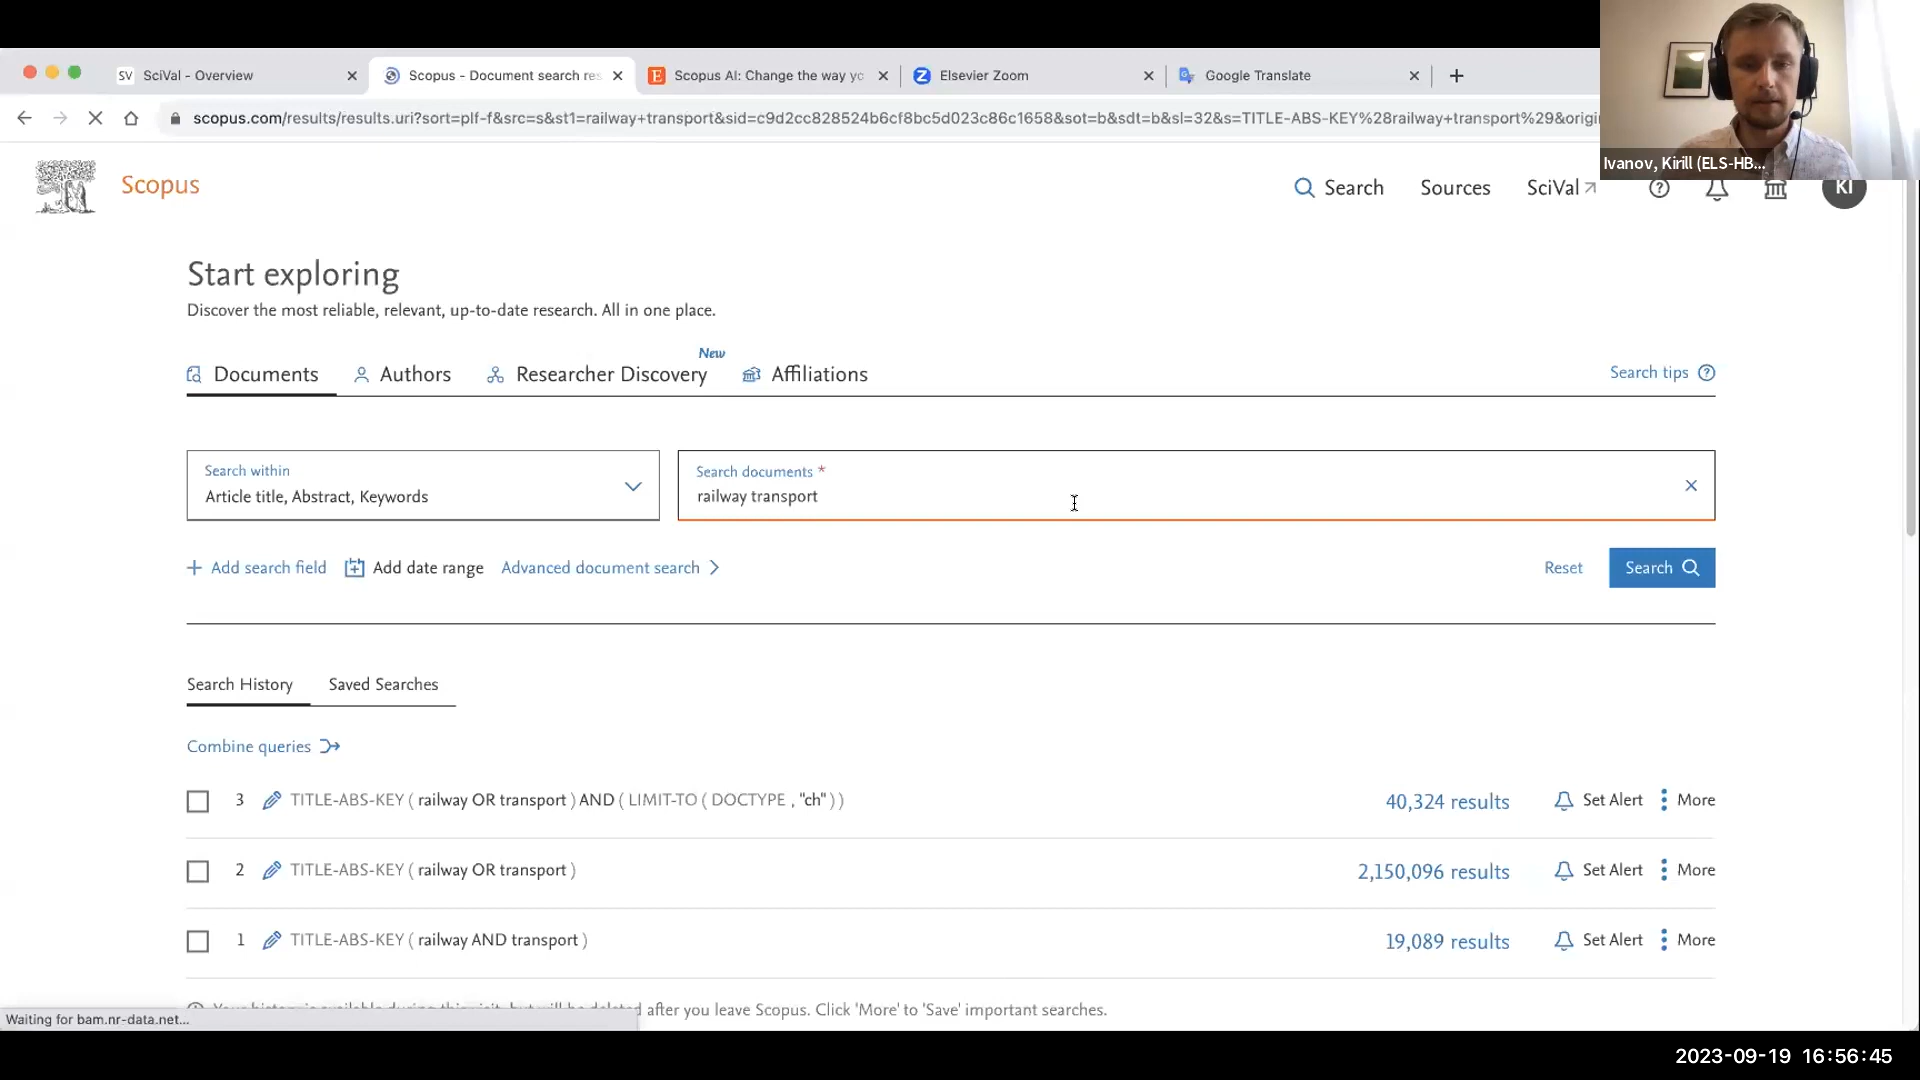 SciVal - Overview
Scopus - Document search res
Scopus AI: Change the way yo
Elsevier Zoom
Google Translate
scopus.com/results/results.uri?sort=plf-f&src=s&st1=railway+transport&sid=c9d2cc828524b6cf8bc5d023c86c1658&sot=b&sdt=b&sl=32&s=TITLE-ABS-KEY%28railway+transport%29&origi
Ivanov, Kirill (ELS-HB...
Scopus
Search
Sources
SciVal
KI
Start exploring
Discover the most reliable, relevant, up-to-date research. All in one place.
New
Documents
Authors
Researcher Discovery
Affiliations
Search tips
Search within
Article title, Abstract, Keywords
Search documents *
railway transport
Add search field
Add date range
Advanced document search
Reset
Search
Search History
Saved Searches
Combine queries
3 TITLE-ABS-KEY ( railway OR transport ) AND ( LIMIT-TO ( DOCTYPE , "ch" ) ) 40,324 results Set Alert More
2 TITLE-ABS-KEY ( railway OR transport ) 2,150,096 results Set Alert More
1 TITLE-ABS-KEY ( railway AND transport ) 19,089 results Set Alert More
after you leave Scopus. Click 'More' to 'Save' important searches.
Waiting for bam.nr-data.net...
2023-09-19 16:56:45